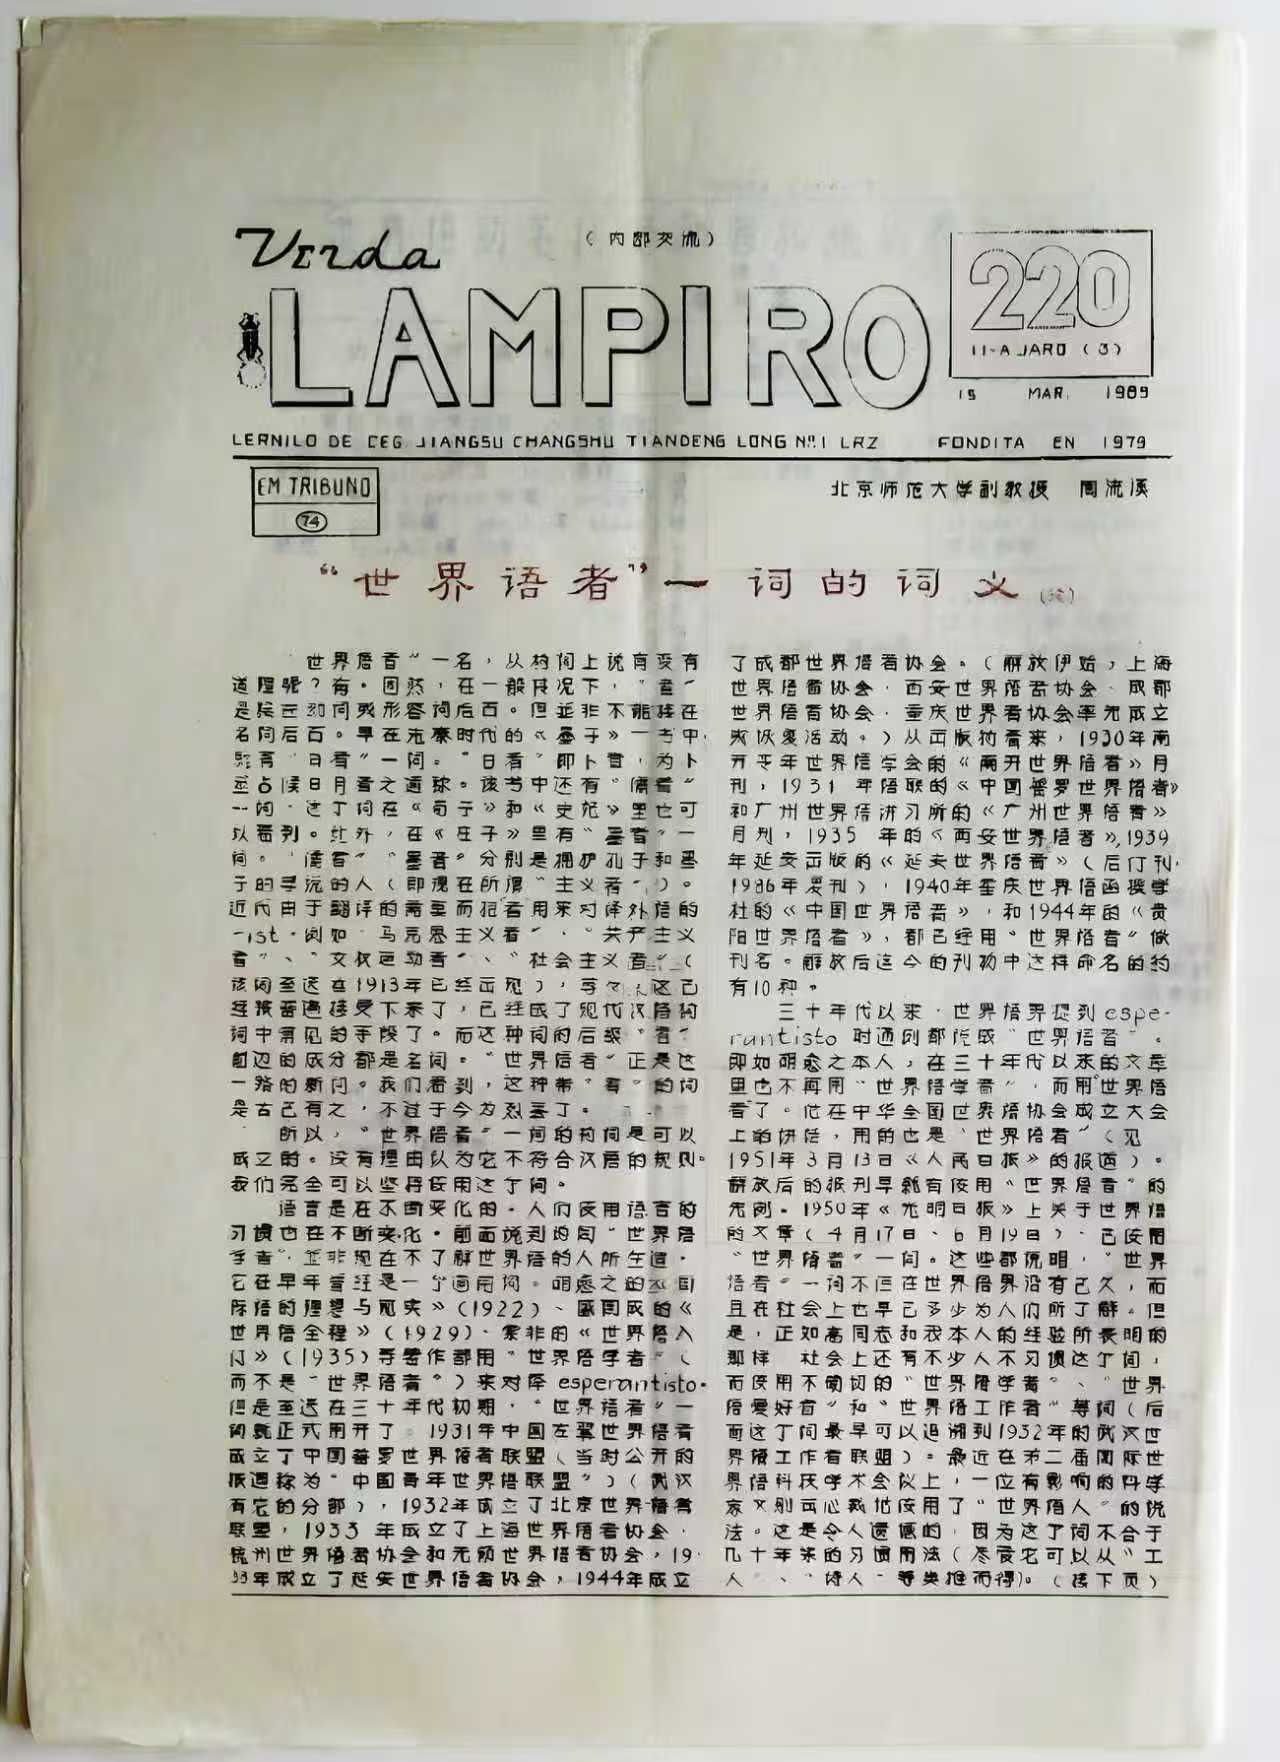 Verda
（内部交流）
LAMPIRO
220
11-A JARO (3)
15 MAR. 1989
LERNILO DE CEG JIANGSU CHANGSHU TIANDENG LONG Nº.1 LRZ FONDITA EN 1979
EM TRIBUNO
74
北京师范大学副教授 周流溪
“世界语者”一词的词义(续)
世界语者”一名，从构词上说有没有
道理呢？有。固然，在一般情况下，“者”
是接在动词或形容词后面。但並非不能接在
名词后面。早在先秦时代的《墨子》一书中，
就有“日者”一词。“日者”即卜者，为卜
占候日月者之通称。该书中还有“儒者”
一词，这个词在《荀子》和《史记》里也可
以看到。此外，在《庄子》里有“墨者”一
词。“儒者”“墨者”分别是拥护孔子和墨
子的学说的人（即现在所谓“主义者”）。
近代由于翻译的需要而把者用来对译外语的
-ist，例如“马克思主义者”、“共产主义
者”、“女权运动者”、“社会主义者”（
该词至迟在1913年已经出现），等々，这已
经被普遍接受下来了，已经成了现代汉语构
词中常见的手段了。而这种词的后缀“者”
前边的成分都是名词。“世界语者”正是这
一路的新词。我们看到，这种带“者”的词
是古已有之，不过于今为烈罢了。
所以，“世界语者”一词的构词是可以
成立的。没有理由以为它不符合汉语的规则。
我们完全可以坚持使用这个词。
语言是在不断变化的。人们使用语言的
习惯也在不断变化。前面说到的词“世界语
学者”，並非现在不了解世界语的人所生造，
它在早年曾经是一个通用词。胡愈之的《国
际语的理想与现实》（1922）、盛国成的《
世界语全程》（1929）、索非的《世界语入
门》（1935）等著作都用“世界语学者”（
而不是“世界语者”）来对译esperantisto。
但是至迟在三十年代初期，“世界语者”一
词就正式用开了。1931年中国左翼世界语者
成立了中国普罗世界语者联盟（当时公开的
报道称为“中国青年世界语联盟”）（武汉
有它的分部），1932年成立了北京世界语者
联盟，1933年成立了上海世界语者协会、
杭州世界语者协会和无锡世界语者协会，19
38年成立了延安世界语者协会，1944年成立
了成都世界语者协会。（解放伊始，上海
世界语者协会、西安世界语者协会、成都
世界语者协会、重庆世界者协会率先成立
或恢复活动。）从出版物看来，1930年南
开青年世界语学会的《南开世界语者》月
刊，1931年语联的《中国普罗世界语者》
和广州世界语讲习所的《广州世界语者》
月刊，1935年的《西安世界语者》，1939
年延安出版的《延安世界语者》（后停刊，
1986年复刊），1940年重庆世界语函授学
社的《中国世界语者》，和1944年的《贵
阳世界语者》，都已经用“世界语者”做
刊名。解放后迄今的刊物中这样命名的约
有10种。
三十年代以来，世界语界提到espe-
rantisto时通例都说成“世界语者”。
即如胡愈之本人，在三十年代以来的文章
里也不再用“世界语学者”，而用世界语
者了。他在中华全国世界语协会成立大会
上的讲话，用的也是“世界语者”（见
1951年3月13日《人民日报》的报道）。
解放后的报刊早就有使用“世界语者”的
先例。1950年《光明日报》上关于世界语
的文章（4月17日、6月19日），已使用
“世界语者”一词。这些都说明，“世界
语者”一词不但在世界语界沿有已久，而
且在社会上也早已多少为人们所了解。但
是，正如高同志和我本人的经验所表明的
那样，社会上还有不少人不习惯这个词，
而使用不确切的“世界语学者”、“世界
语爱好者”和“世界语工作者”等词（后
面这个词最早可以追溯到1932年的武汉世
界语工作者联盟）。最近在第二届国际世
界语科技学术会议上，一位有影响的科学
家又别出心裁地使用了“世界语人”的说
法。这是令人遗憾的，因为这个词不合于
几十年来的习惯用法（尽管它可以从“工
人”、“诗人”等类推而得）。（接下页）